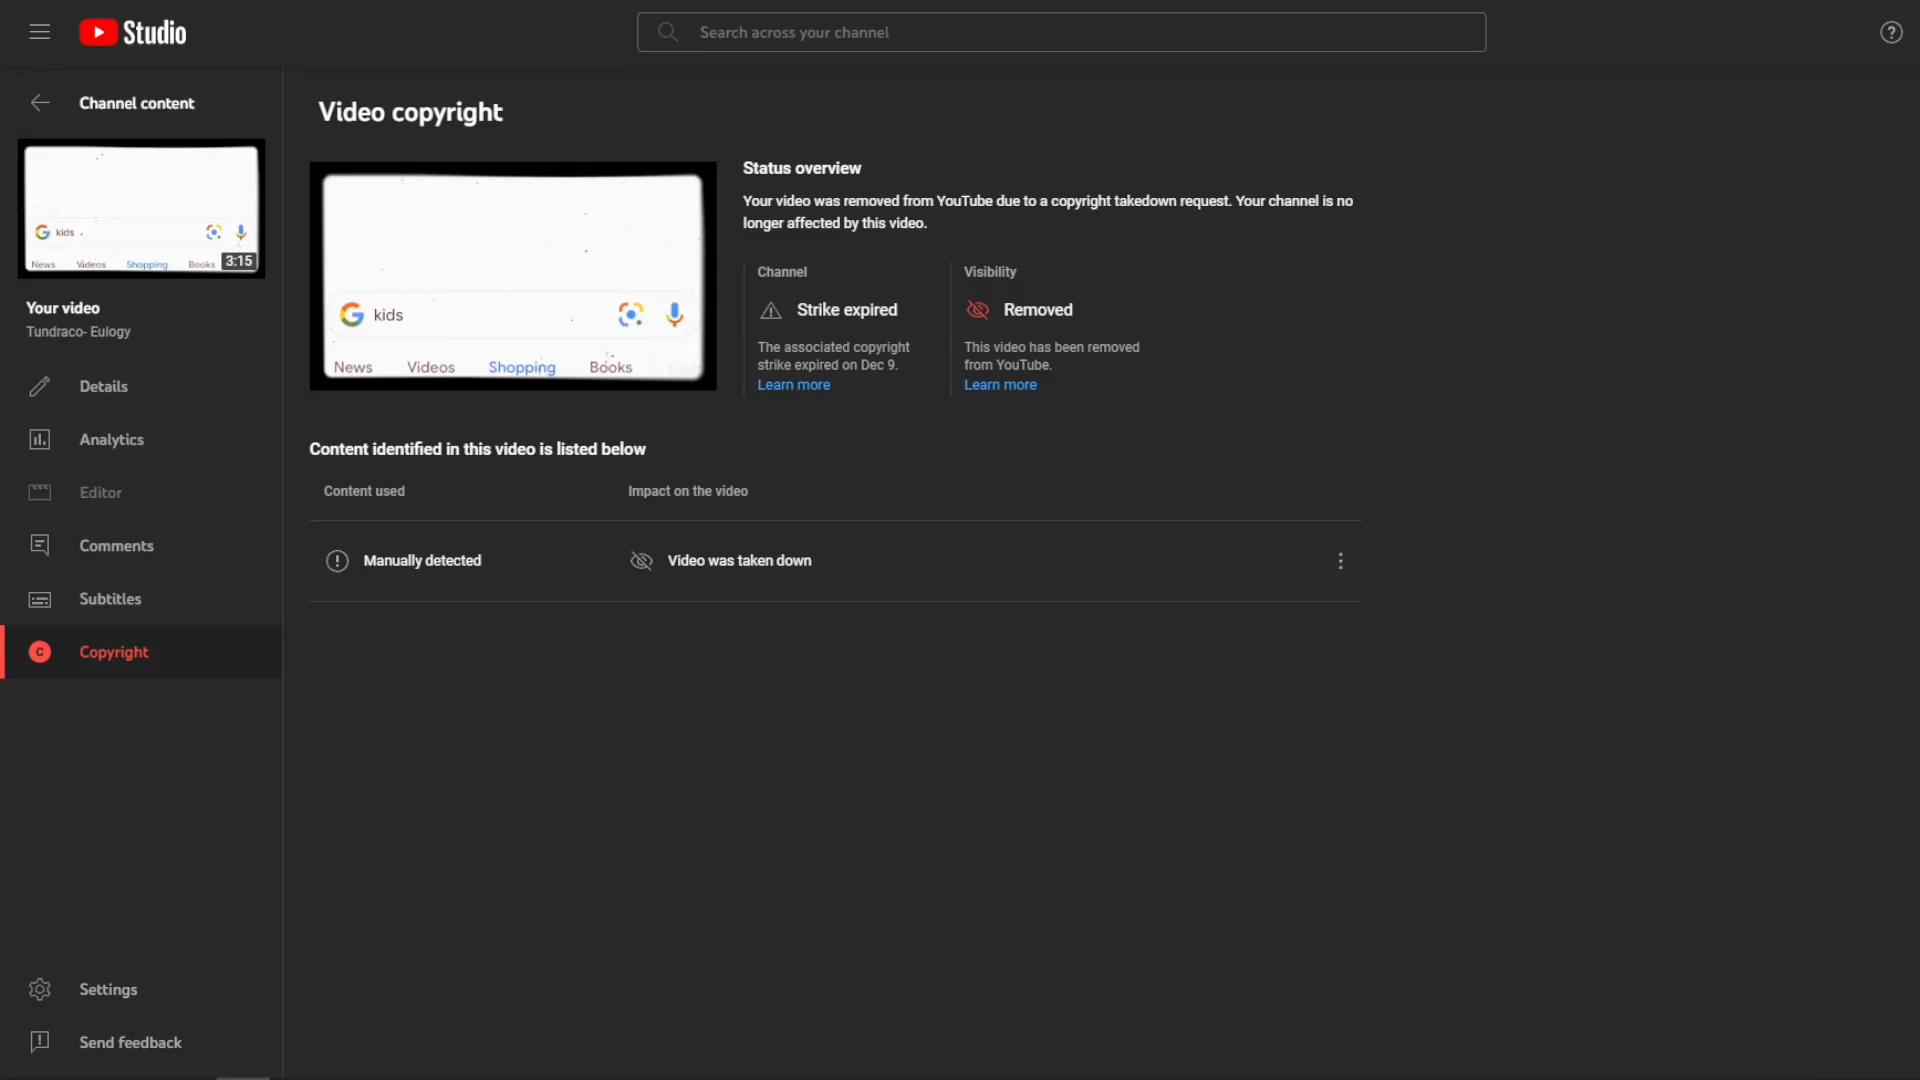 Studio
Search across your channel
Channel content
kids
News Videos Shopping Books 3:15
Your video
Tundraco- Eulogy
Details
Analytics
Editor
Comments
Subtitles
C Copyright
Settings
Send feedback
Video copyright
G kids
News Videos Shopping Books
Status overview
Your video was removed from YouTube due to a copyright takedown request. Your channel is no
longer affected by this video.
Channel
Strike expired
The associated copyright
strike expired on Dec 9.
Learn more
Visibility
Removed
This video has been removed
from YouTube.
Learn more
Content identified in this video is listed below
Content used Impact on the video
Manually detected Video was taken down